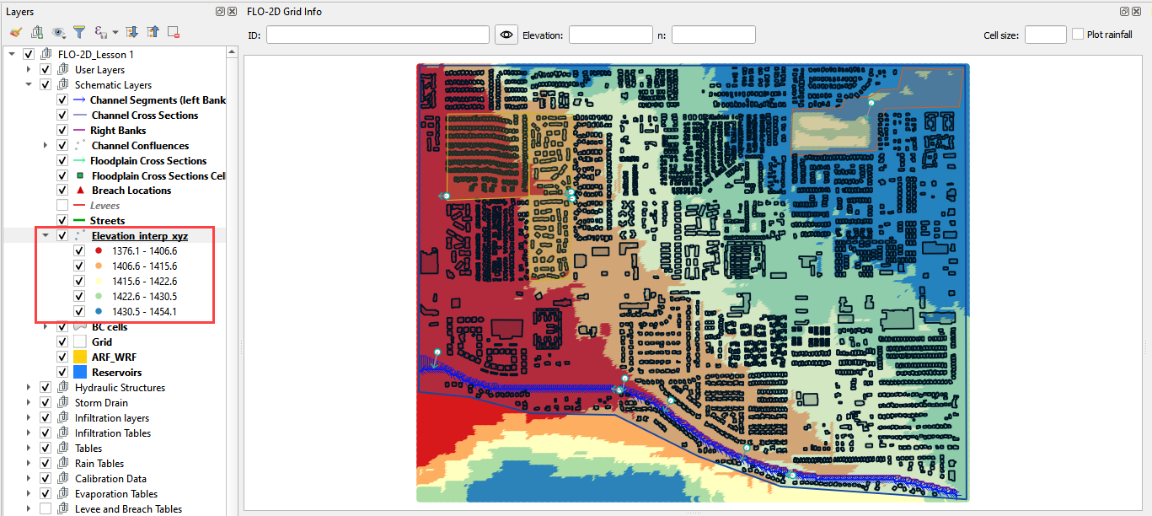 Layers
FLO-2D_Lesson 1
User Layers
Schematic Layers
Channel Segments (left Bank
Channel Cross Sections
Right Banks
Channel Confluences
Floodplain Cross Sections
Floodplain Cross Sections Cel
Breach Locations
Levees
Streets
Elevation_interp_xyz
1376.1 - 1406.6
1406.6 - 1415.6
1415.6 - 1422.6
1422.6 - 1430.5
1430.5 - 1454.1
BC cells
Grid
ARF_WRF
Reservoirs
Hydraulic Structures
Storm Drain
Infiltration layers
Infiltration Tables
Tables
Rain Tables
Calibration Data
Evaporation Tables
Levee and Breach Tables
FLO-2D Grid Info
ID: Elevation: n: Cell size: Plot rainfall